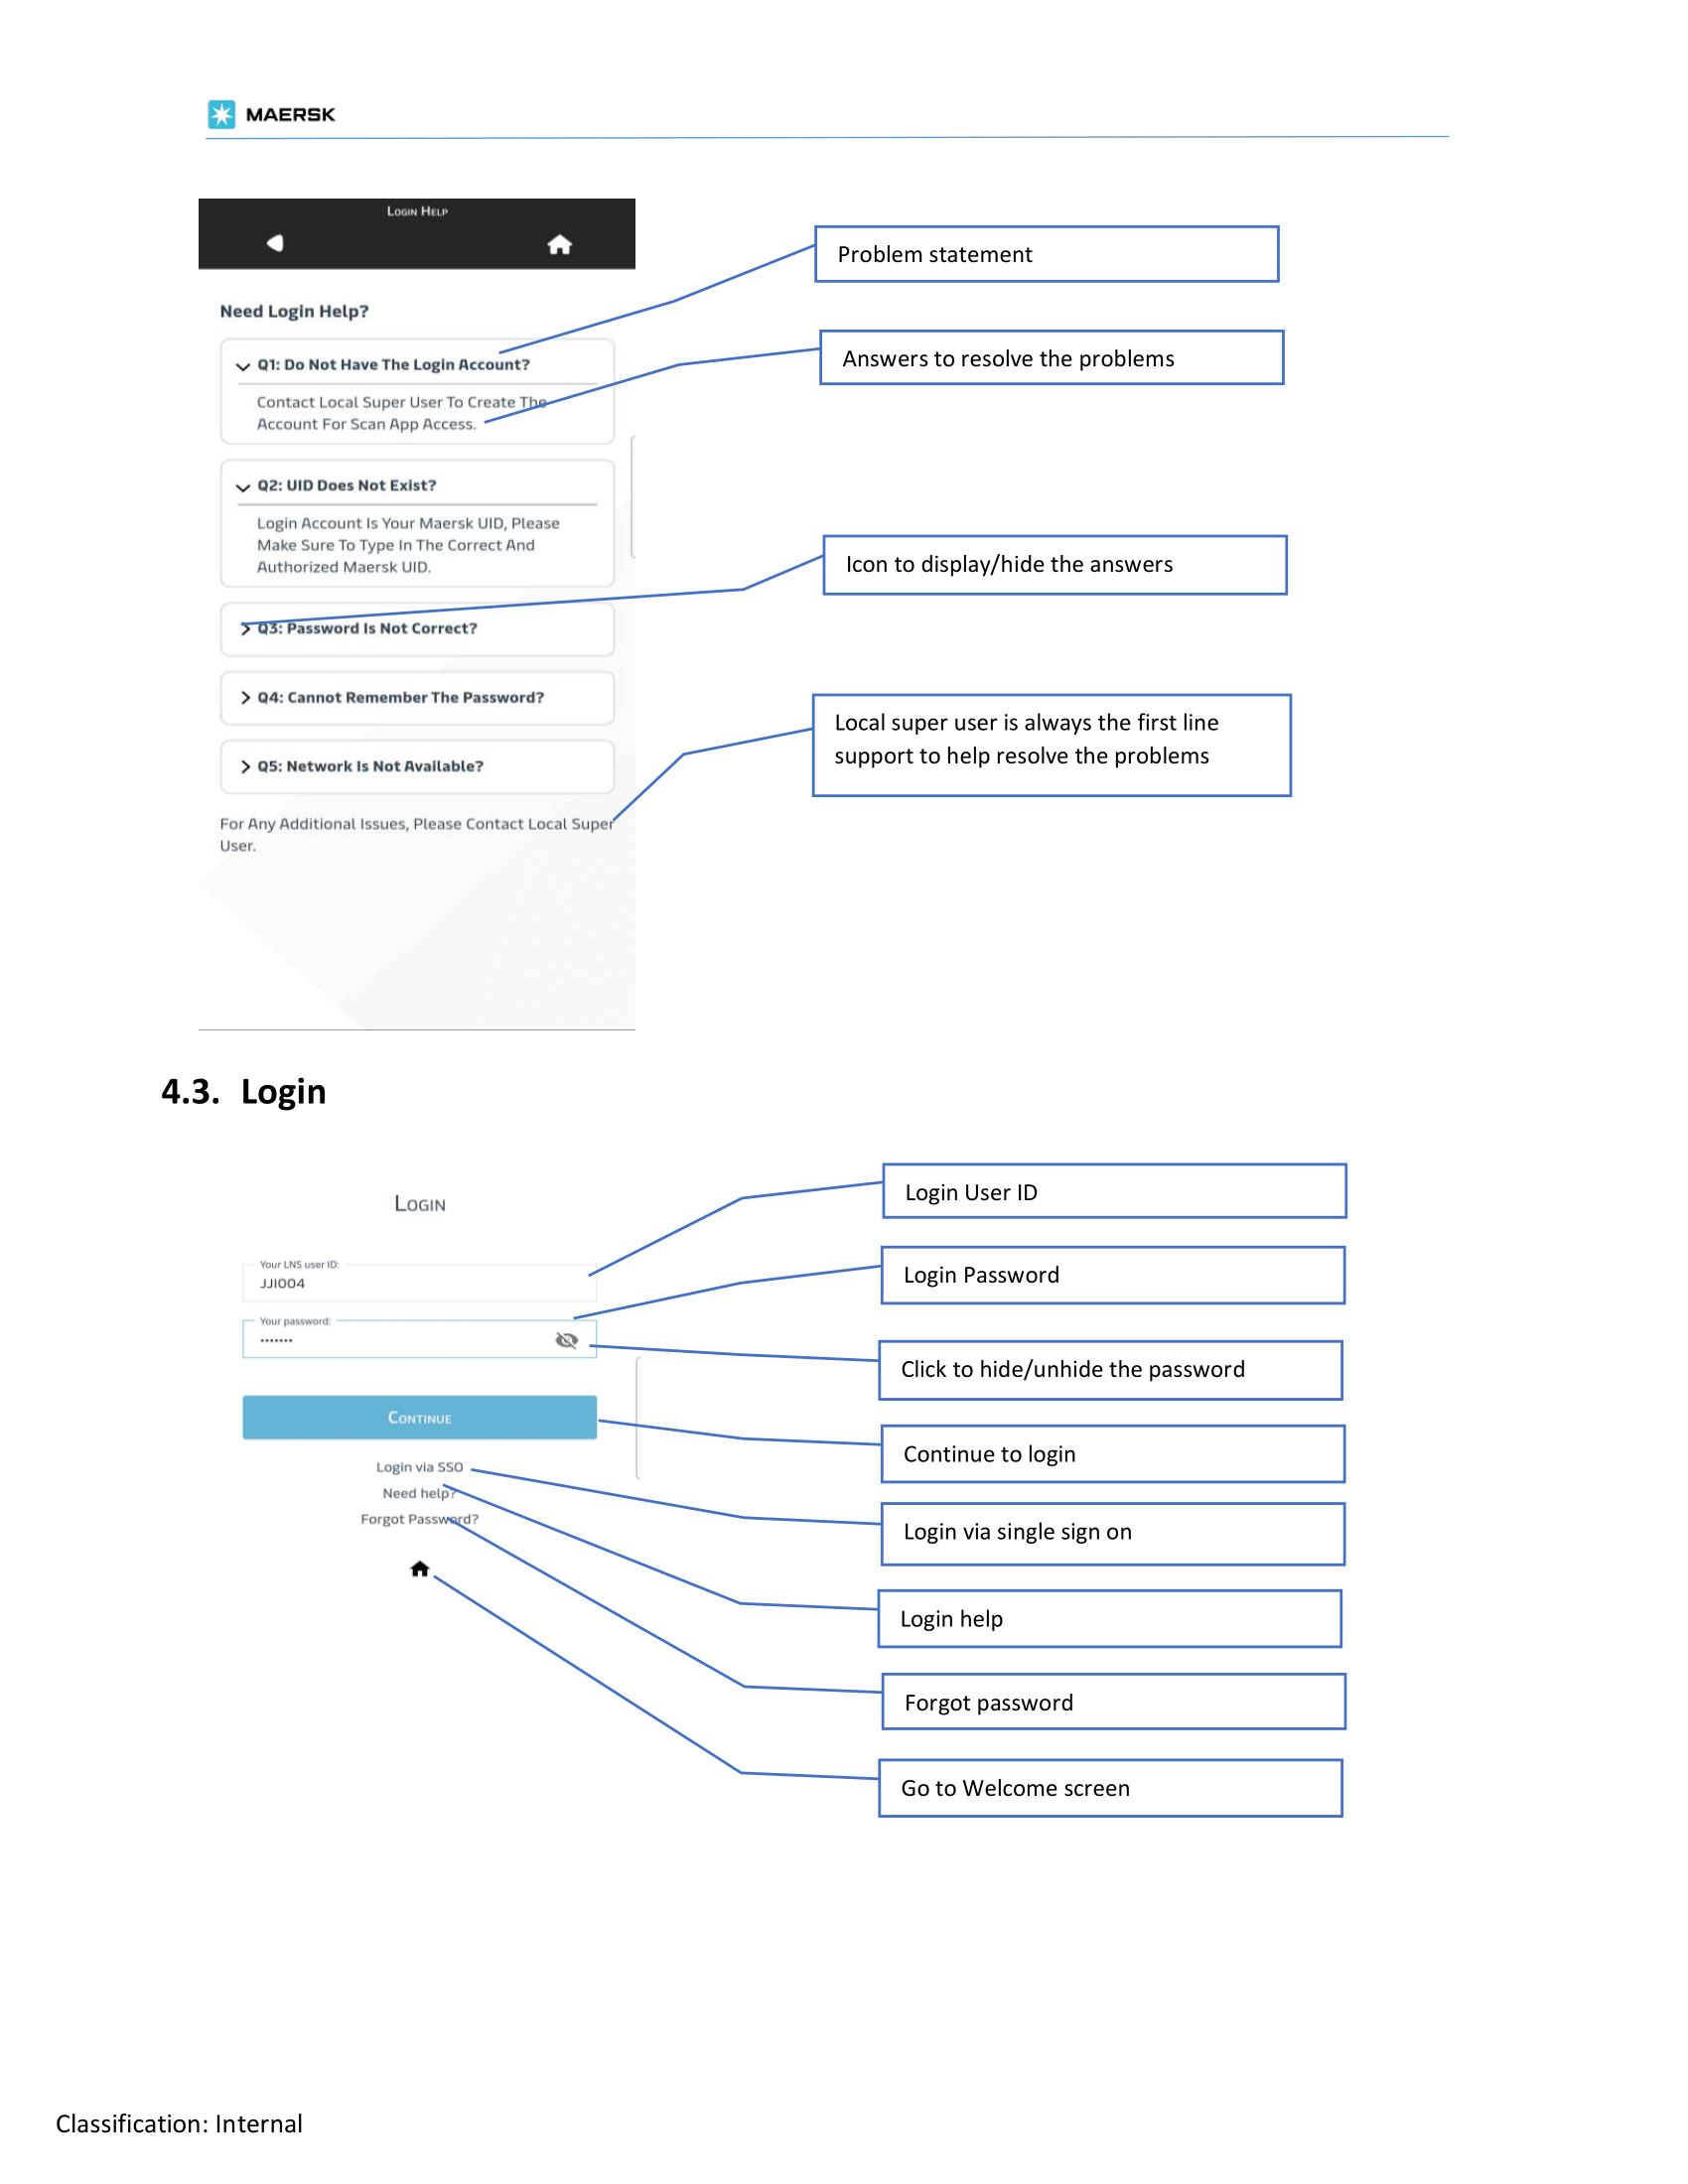 MAERSK
Login Help
Need Login Help?
Q1: Do Not Have The Login Account?
Contact Local Super User To Create The
Account For Scan App Access.
Q2: UID Does Not Exist?
Login Account Is Your Maersk UID, Please
Make Sure To Type In The Correct And
Authorized Maersk UID.
Q3: Password Is Not Correct?
Q4: Cannot Remember The Password?
Q5: Network Is Not Available?
For Any Additional Issues, Please Contact Local Super
User.
Problem statement
Answers to resolve the problems
Icon to display/hide the answers
Local super user is always the first line
support to help resolve the problems
4.3. Login
Login
Your LNS user ID:
JJI004
Your password:
•••••••
Continue
Login via SSO
Need help?
Forgot Password?
Login User ID
Login Password
Click to hide/unhide the password
Continue to login
Login via single sign on
Login help
Forgot password
Go to Welcome screen
Classification: Internal